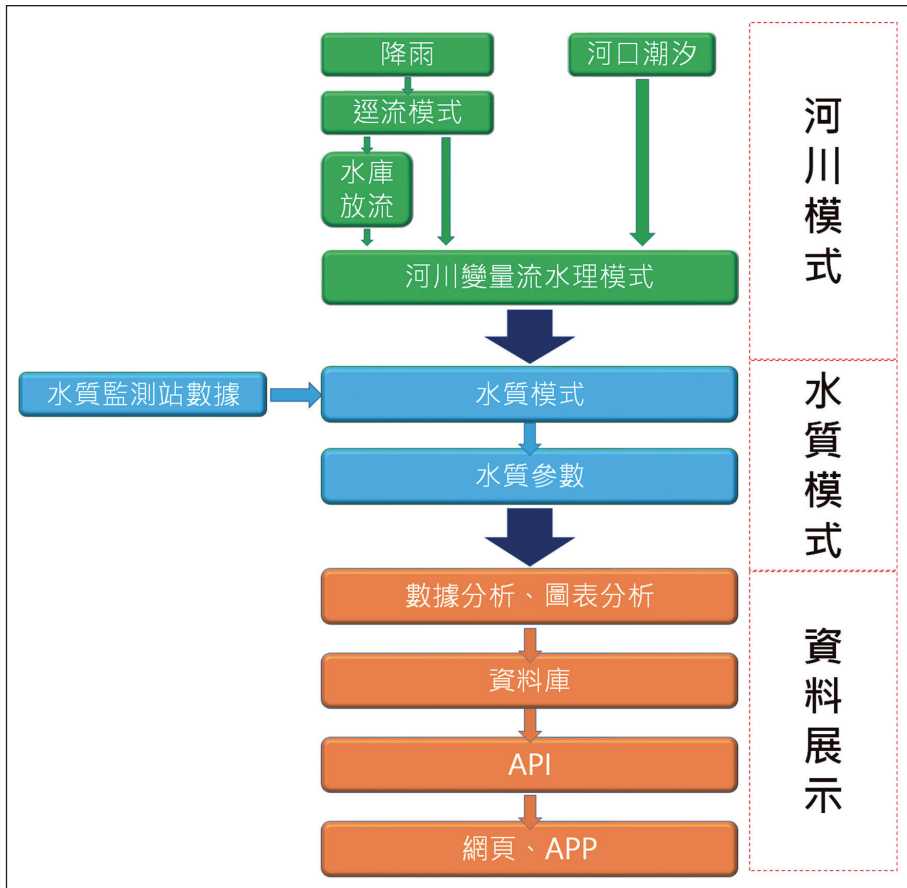 降雨
河口潮汐
逕流模式
水庫
放流
河川變量流水理模式
河川模式
水質監測站數據
水質模式
水質參數
水質模式
數據分析、圖表分析
資料庫
API
網頁、APP
資料展示